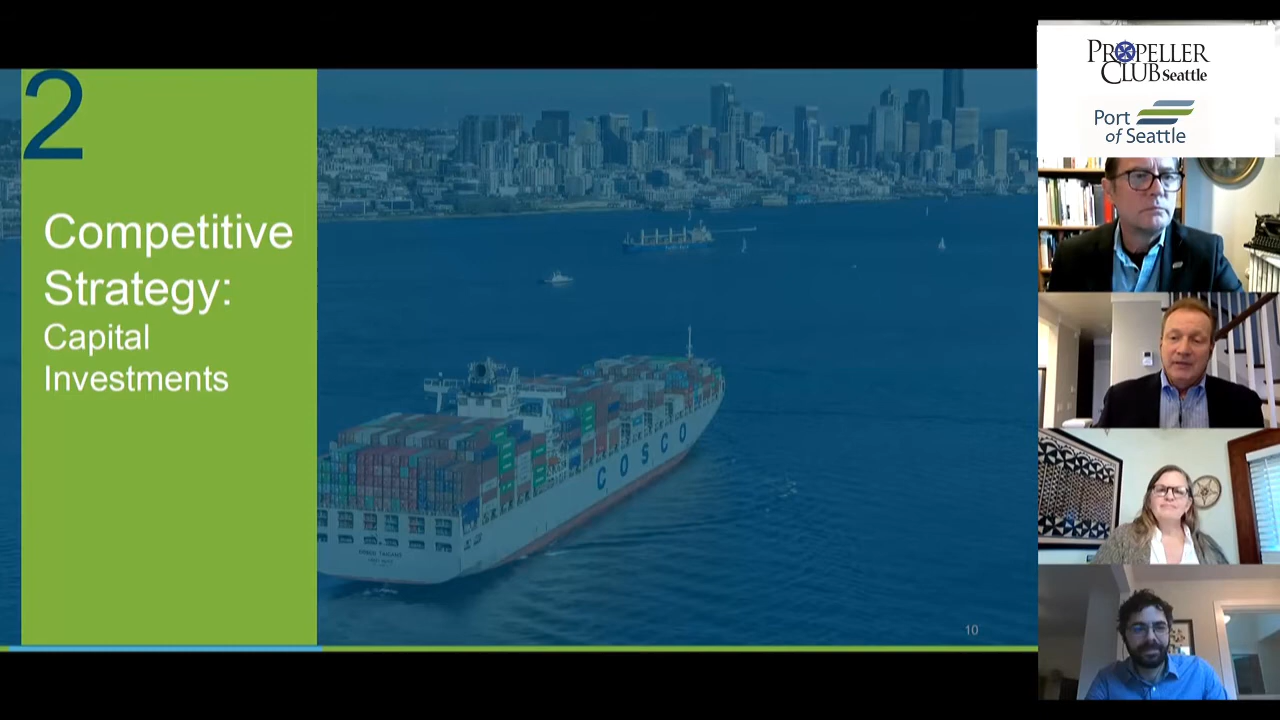 2
Competitive
Strategy:
Capital
Investments
COSCO
10
PROPELLER
CLUB Seattle
Port
of Seattle